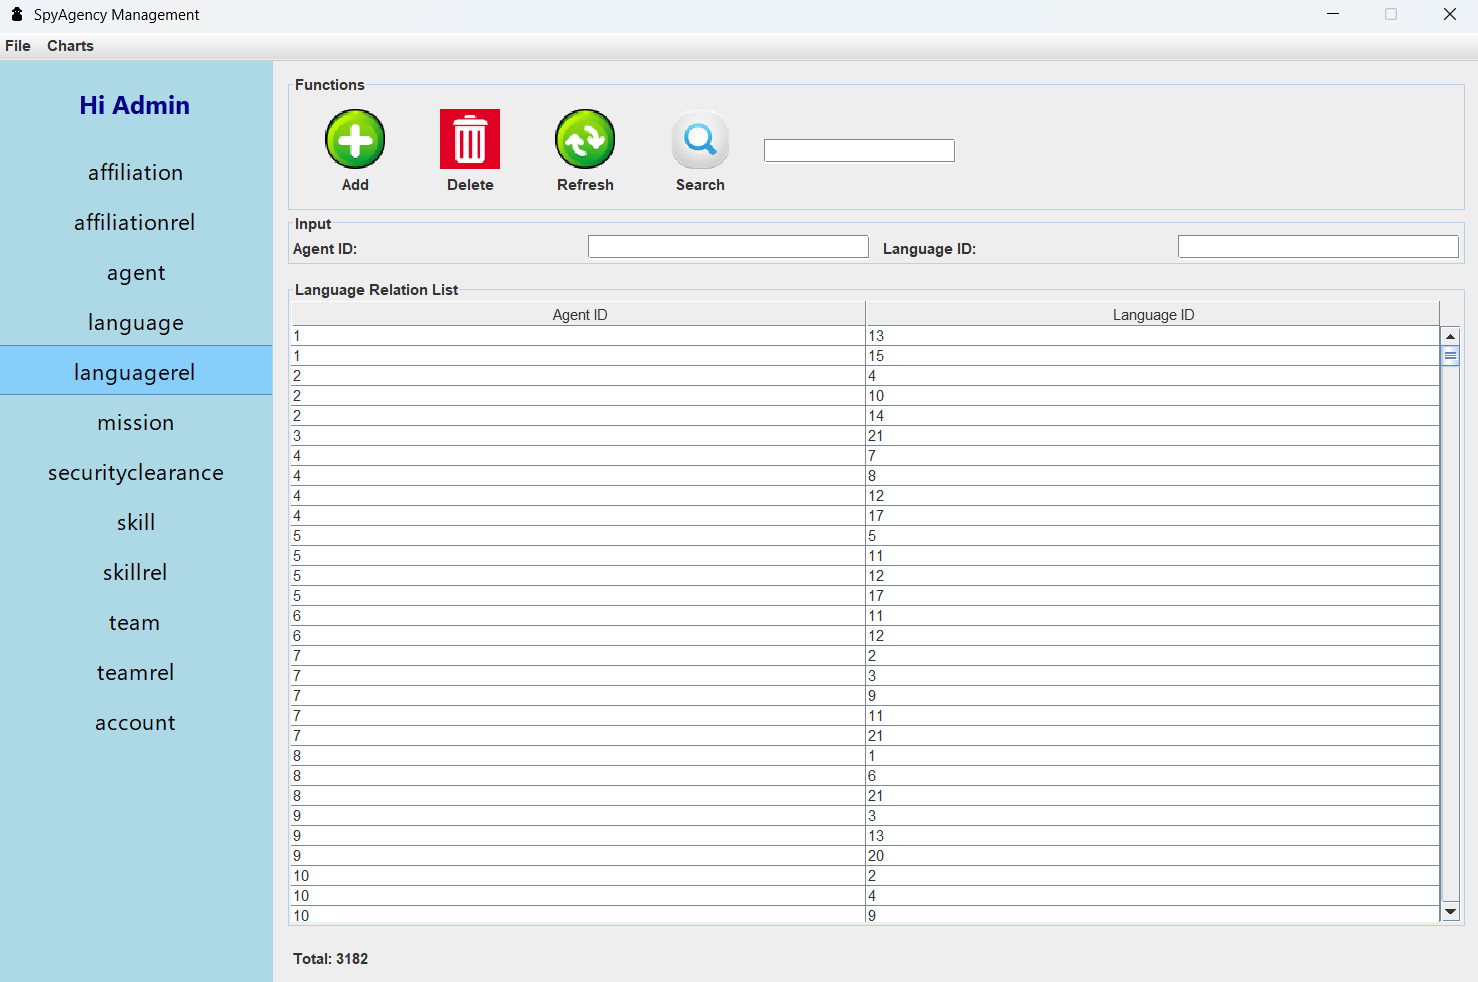 SpyAgency Management
File Charts
Hi Admin
affiliation
affiliationrel
agent
language
languagerel
mission
securityclearance
skill
skillrel
team
teamrel
account
Functions
Add Delete Refresh Search
Input
Agent ID: Language ID:
Language Relation List
Agent ID Language ID
1 13
1 15
2 4
2 10
2 14
3 21
4 7
4 8
4 12
4 17
5 5
5 11
5 12
5 17
6 11
6 12
7 2
7 3
7 9
7 11
7 21
8 1
8 6
8 21
9 3
9 13
9 20
10 2
10 4
10 9
Total: 3182